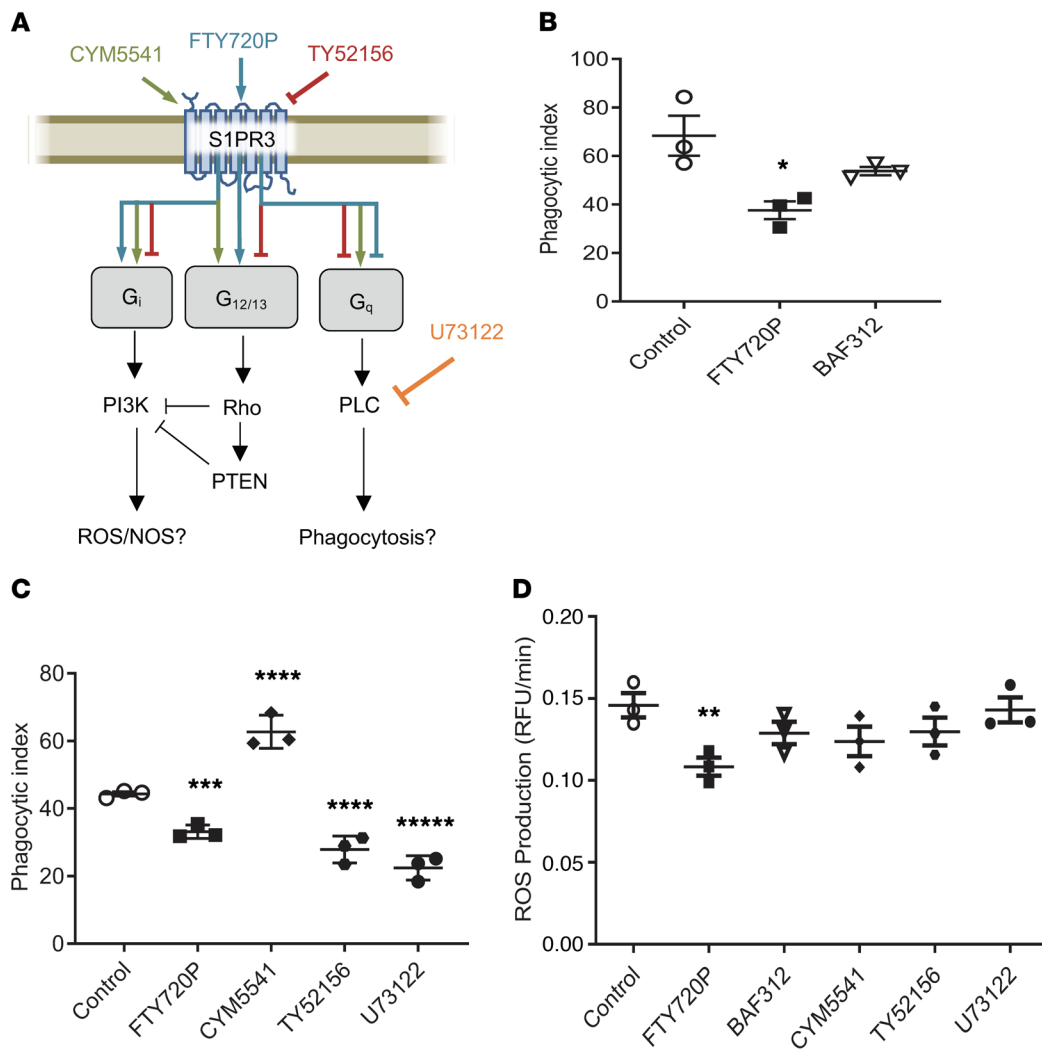 A
CYM5541
FTY720P
TY52156
S1PR3
Gi
G12/13
Gq
U73122
PI3K
Rho
PLC
PTEN
ROS/NOS?
Phagocytosis?
B
Phagocytic index
100
80
60
40
20
0
*
Control
FTY720P
BAF312
C
Phagocytic index
80
60
40
20
0
***
****
****
*****
Control
FTY720P
CYM5541
TY52156
U73122
D
ROS Production (RFU/min)
0.20
0.15
0.10
0.05
0.00
**
Control
FTY720P
BAF312
CYM5541
TY52156
U73122